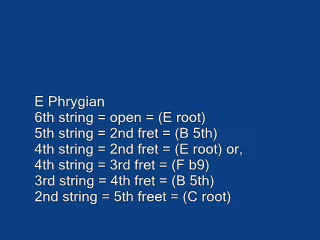 E Phrygian
6th string = open = (E root)
5th string = 2nd fret = (B 5th)
4th string = 2nd fret = (E root) or,
4th string = 3rd fret = (F b9)
3rd string = 4th fret = (B 5th)
2nd string = 5th freet = (C root)